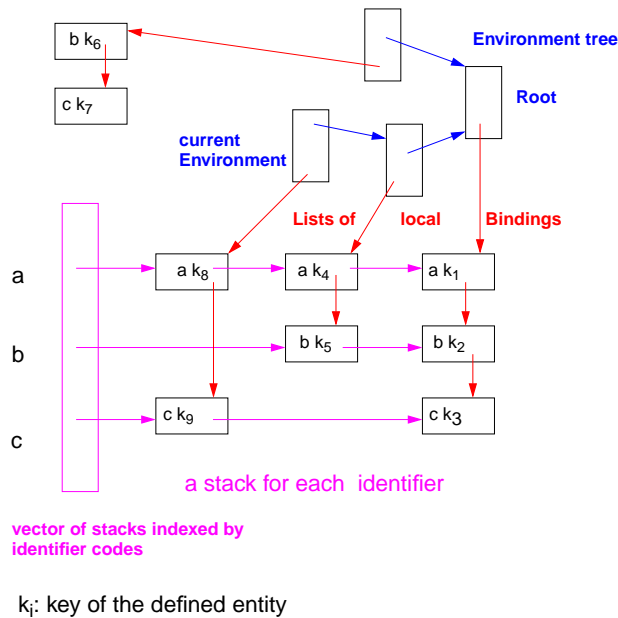 b k6
Environment tree
c k7
Root
current
Environment
Lists of local Bindings
a
a k8
a k4
a k1
b
b k5
b k2
c
c k9
c k3
a stack for each identifier
vector of stacks indexed by
identifier codes
ki: key of the defined entity